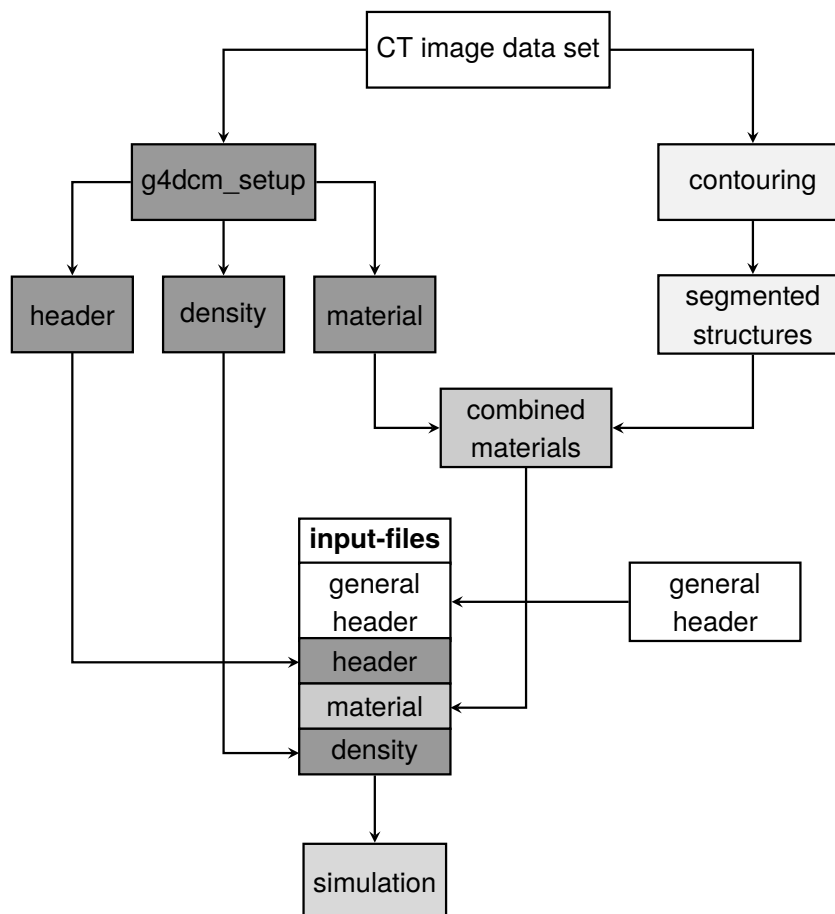 CT image data set
g4dcm_setup
contouring
header
density
material
segmented
structures
combined
materials
input-files
general
header
general
header
header
material
density
simulation